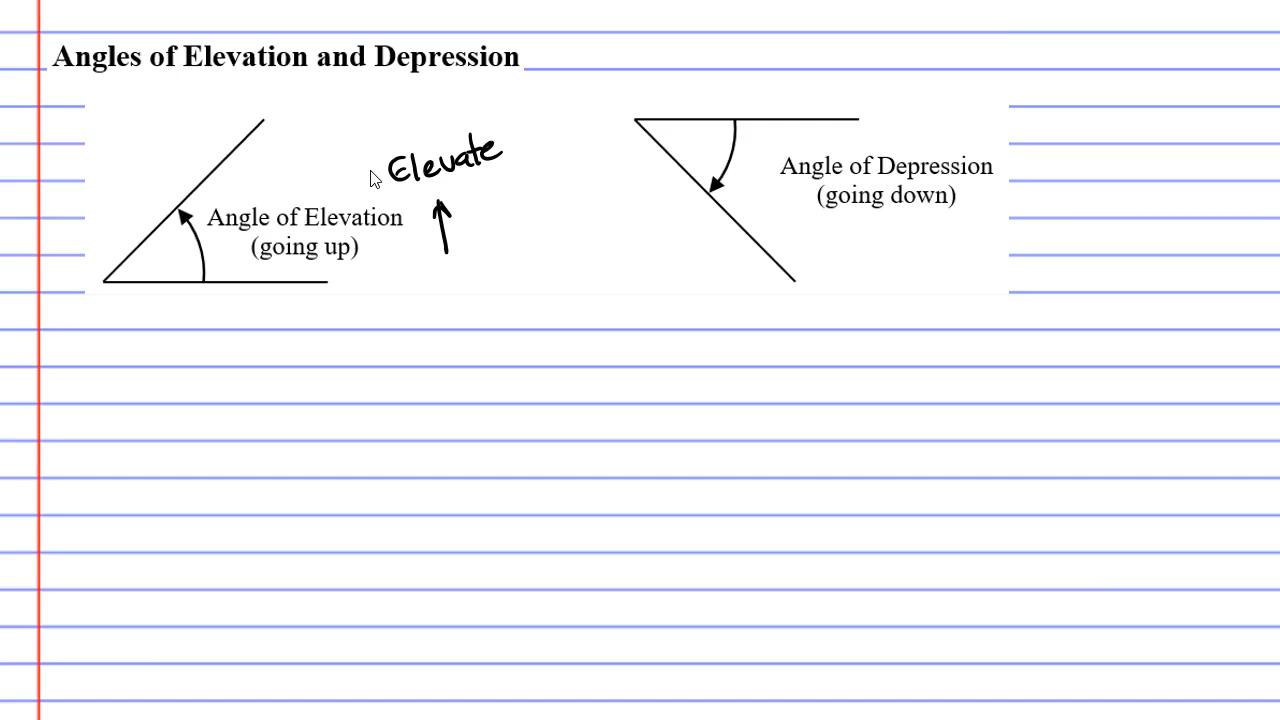 Angles of Elevation and Depression
Elevate
Angle of Elevation
(going up)
Angle of Depression
(going down)